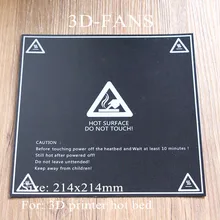 3D-FANS
HOT SURFACE
DO NOT TOUCH!
CAUTION :
Before touching power off the heatbed and Wait at least 10 minutes !
Still hot after powered off!
Do not leave unttended!
Keep away from children!
Size: 214x214mm
For: 3D printer hot bed